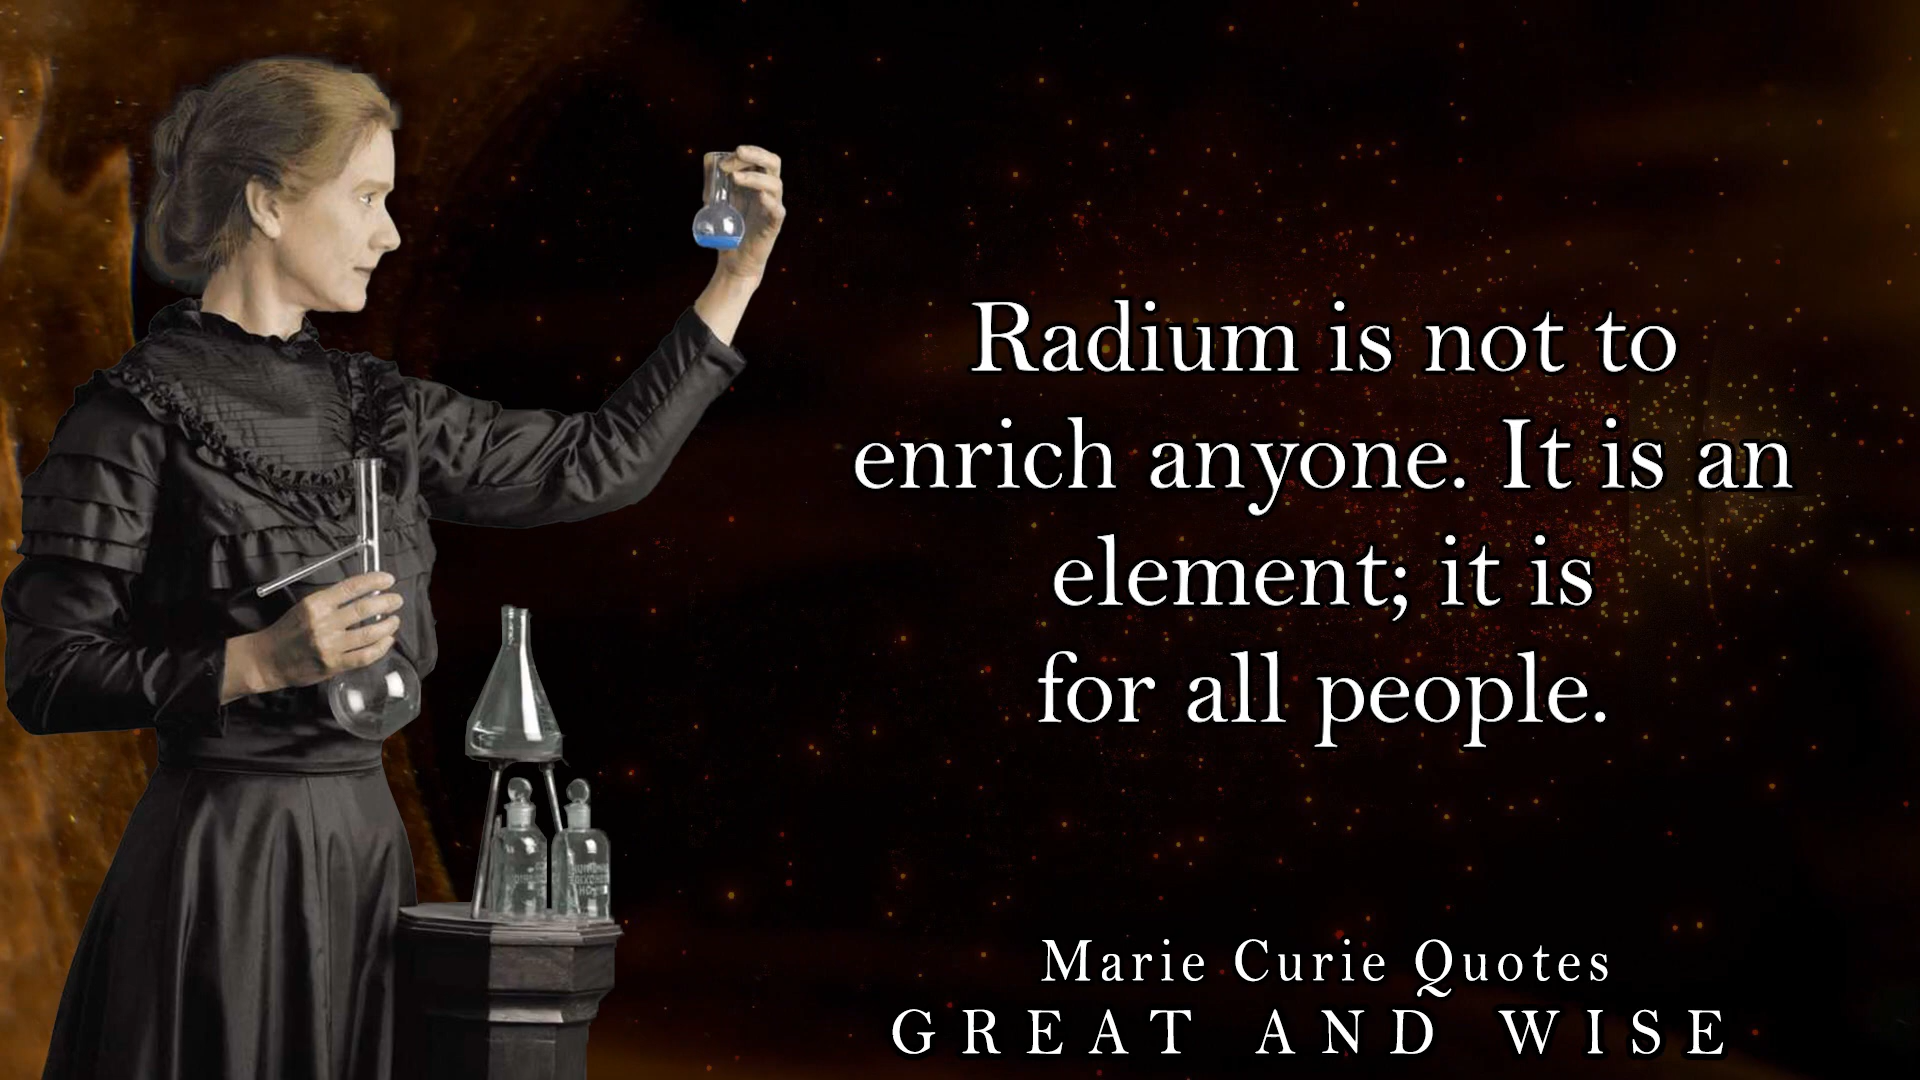 Radium is not to
enrich anyone. It is an
element; it is
for all people.
Marie Curie Quotes
GREAT AND WISE